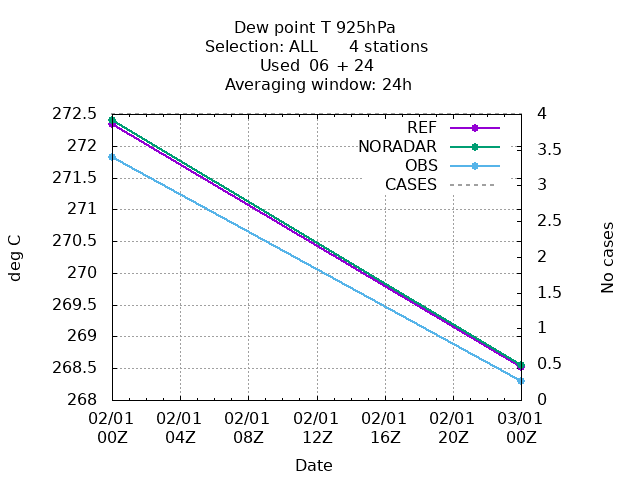 Dew point T 925hPa
Selection: ALL 4 stations
Used 06 + 24
Averaging window: 24h
272.5
272
271.5
271
270.5
270
269.5
269
268.5
268
4
3.5
3
2.5
2
1.5
1
0.5
0
REF
NORADAR
OBS
CASES
deg C
No cases
02/01 02/01 02/01 02/01 02/01 02/01 03/01
00Z 04Z 08Z 12Z 16Z 20Z 00Z
Date